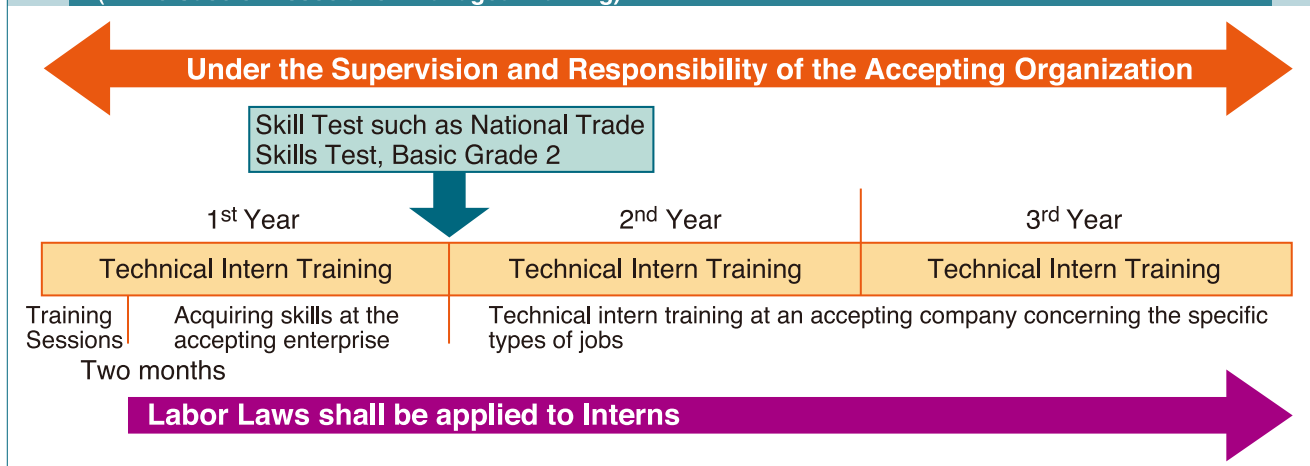 Under the Supervision and Responsibility of the Accepting Organization
Skill Test such as National Trade
Skills Test, Basic Grade 2
1st Year
2nd Year
3rd Year
Technical Intern Training
Technical Intern Training
Technical Intern Training
Training
Sessions
Acquiring skills at the
accepting enterprise
Technical intern training at an accepting company concerning the specific
types of jobs
Two months
Labor Laws shall be applied to Interns